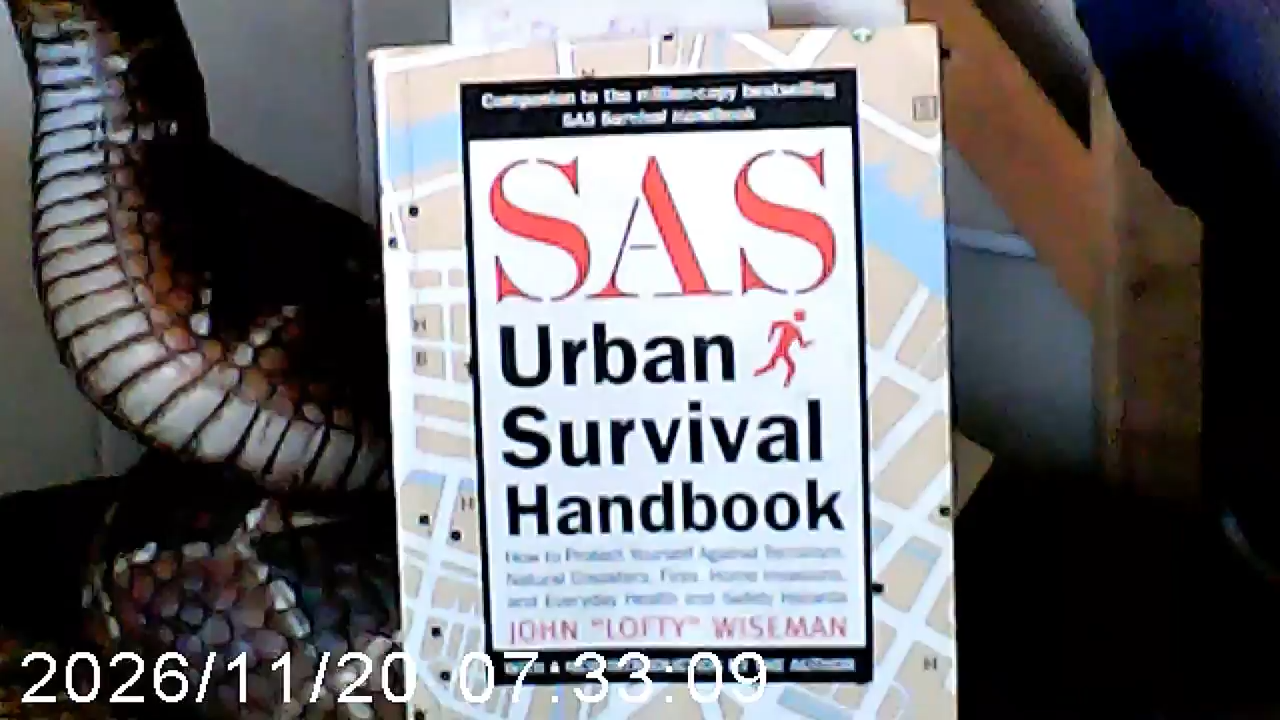 Companion to the million-copy bestselling
SAS Survival Handbook
SAS
Urban
Survival
Handbook
How to Protect Yourself Against Terrorism,
Natural Disasters, Fires, Home Invasions,
and Everyday Health and Safety Hazards
JOHN "LOFTY" WISEMAN
2026/11/20 07:33:09